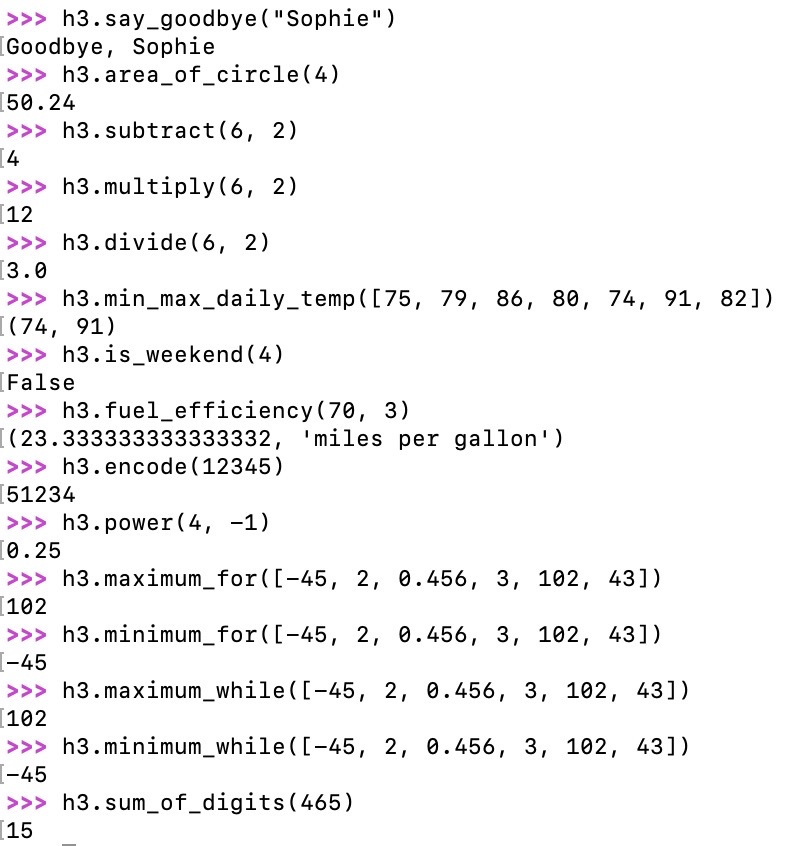 >>> h3.say_goodbye("Sophie")
[Goodbye, Sophie
>>> h3.area_of_circle(4)
[50.24
>>> h3.subtract(6, 2)
[4
>>> h3.multiply(6, 2)
[12
>>> h3.divide(6, 2)
[3.0
>>> h3.min_max_daily_temp([75, 79, 86, 80, 74, 91, 82])
[(74, 91)
>>> h3.is_weekend(4)
[False
>>> h3.fuel_efficiency(70, 3)
[(23.333333333333332, 'miles per gallon')
>>> h3.encode(12345)
[51234
>>> h3.power(4, -1)
[0.25
>>> h3.maximum_for([-45, 2, 0.456, 3, 102, 43])
[102
>>> h3.minimum_for([-45, 2, 0.456, 3, 102, 43])
[-45
>>> h3.maximum_while([-45, 2, 0.456, 3, 102, 43])
[102
>>> h3.minimum_while([-45, 2, 0.456, 3, 102, 43])
[-45
>>> h3.sum_of_digits(465)
[15